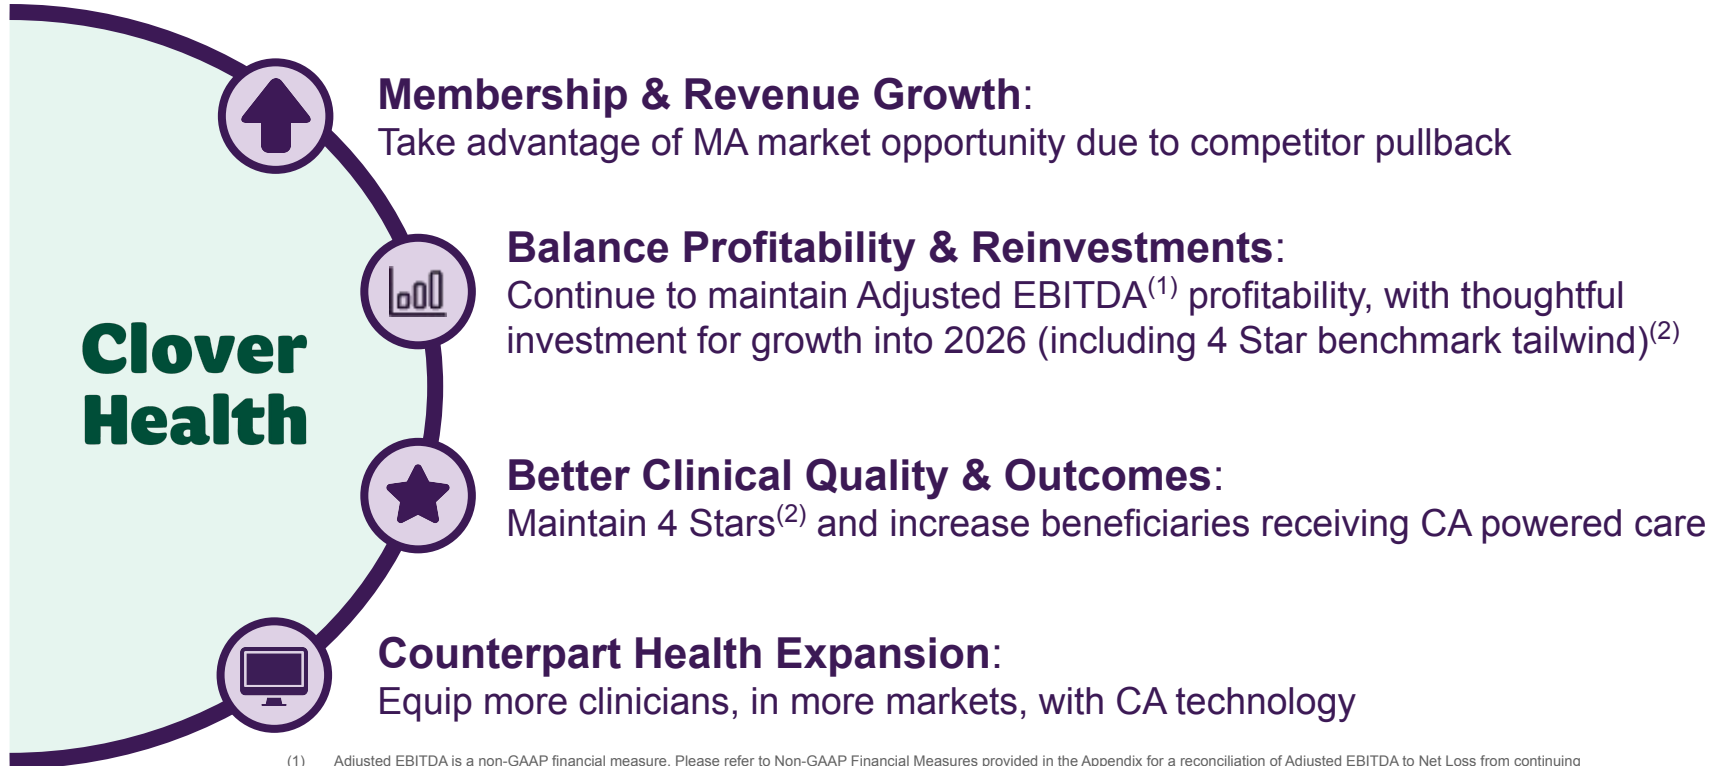 Clover
Health
Membership & Revenue Growth:
Take advantage of MA market opportunity due to competitor pullback
Balance Profitability & Reinvestments:
Continue to maintain Adjusted EBITDA(1) profitability, with thoughtful
investment for growth into 2026 (including 4 Star benchmark tailwind)(2)
Better Clinical Quality & Outcomes:
Maintain 4 Stars(2) and increase beneficiaries receiving CA powered care
Counterpart Health Expansion:
Equip more clinicians, in more markets, with CA technology
(1) Adjusted EBITDA is a non-GAAP financial measure. Please refer to Non-GAAP Financial Measures provided in the Appendix for a reconciliation of Adjusted EBITDA to Net Loss from continuing